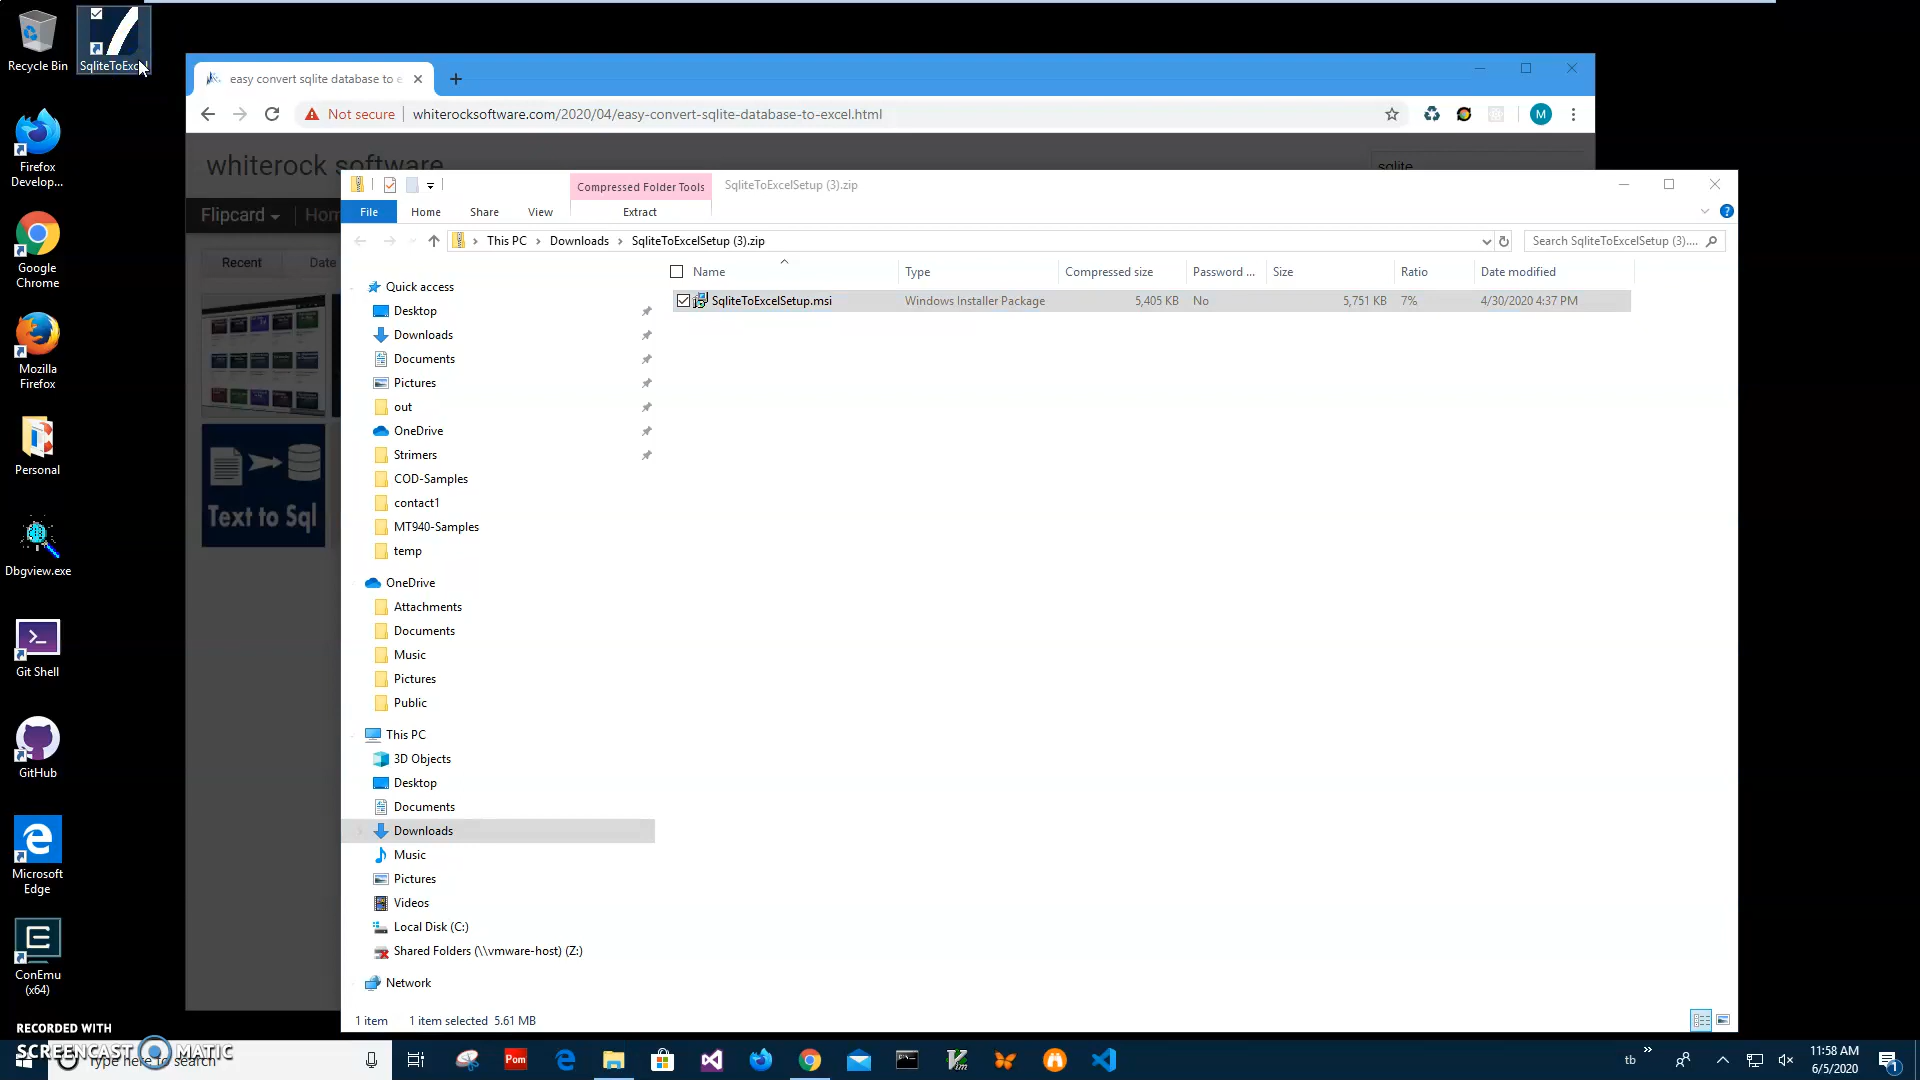 Recycle Bin
SqliteToExcel
Firefox
Develop...
Google
Chrome
Mozilla
Firefox
Personal
Dbgview.exe
Git Shell
GitHub
Microsoft
Edge
ConEmu
(x64)
easy convert sqlite database to e
Not secure
whiterocksoftware.com/2020/04/easy-convert-sqlite-database-to-excel.html
M
whiterock software
sqlite
Flipcard
Hom
Recent
Date
Text to Sql
Compressed Folder Tools
SqliteToExcelSetup (3).zip
File
Home
Share
View
Extract
This PC
Downloads
SqliteToExcelSetup (3).zip
Search SqliteToExcelSetup (3)....
Name
Type
Compressed size
Password ...
Size
Ratio
Date modified
SqliteToExcelSetup.msi
Windows Installer Package
5,405 KB
No
5,751 KB
7%
4/30/2020 4:37 PM
Quick access
Desktop
Downloads
Documents
Pictures
out
OneDrive
Strimers
COD-Samples
contact1
MT940-Samples
temp
OneDrive
Attachments
Documents
Music
Pictures
Public
This PC
3D Objects
Desktop
Documents
Downloads
Music
Pictures
Videos
Local Disk (C:)
Shared Folders (\\vmware-host) (Z:)
Network
1 item
1 item selected 5.61 MB
RECORDED WITH
SCREENCAST MATIC
Type here to search
Pom
tb
11:58 AM
6/5/2020
1